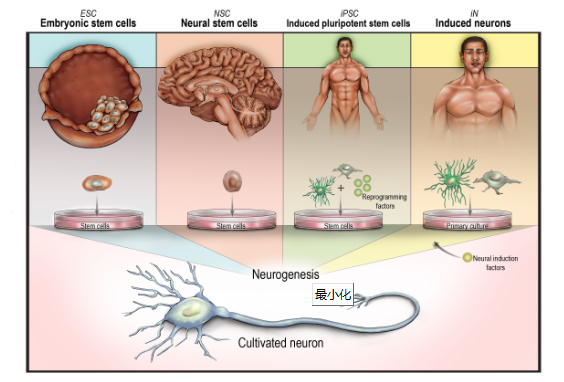 ESC
Embryonic stem cells
NSC
Neural stem cells
iPSC
Induced pluripotent stem cells
iN
Induced neurons
+
Reprogramming
factors
Stem cells
Stem cells
Stem cells
Primary culture
Neural induction
factors
Neurogenesis
最小化
Cultivated neuron